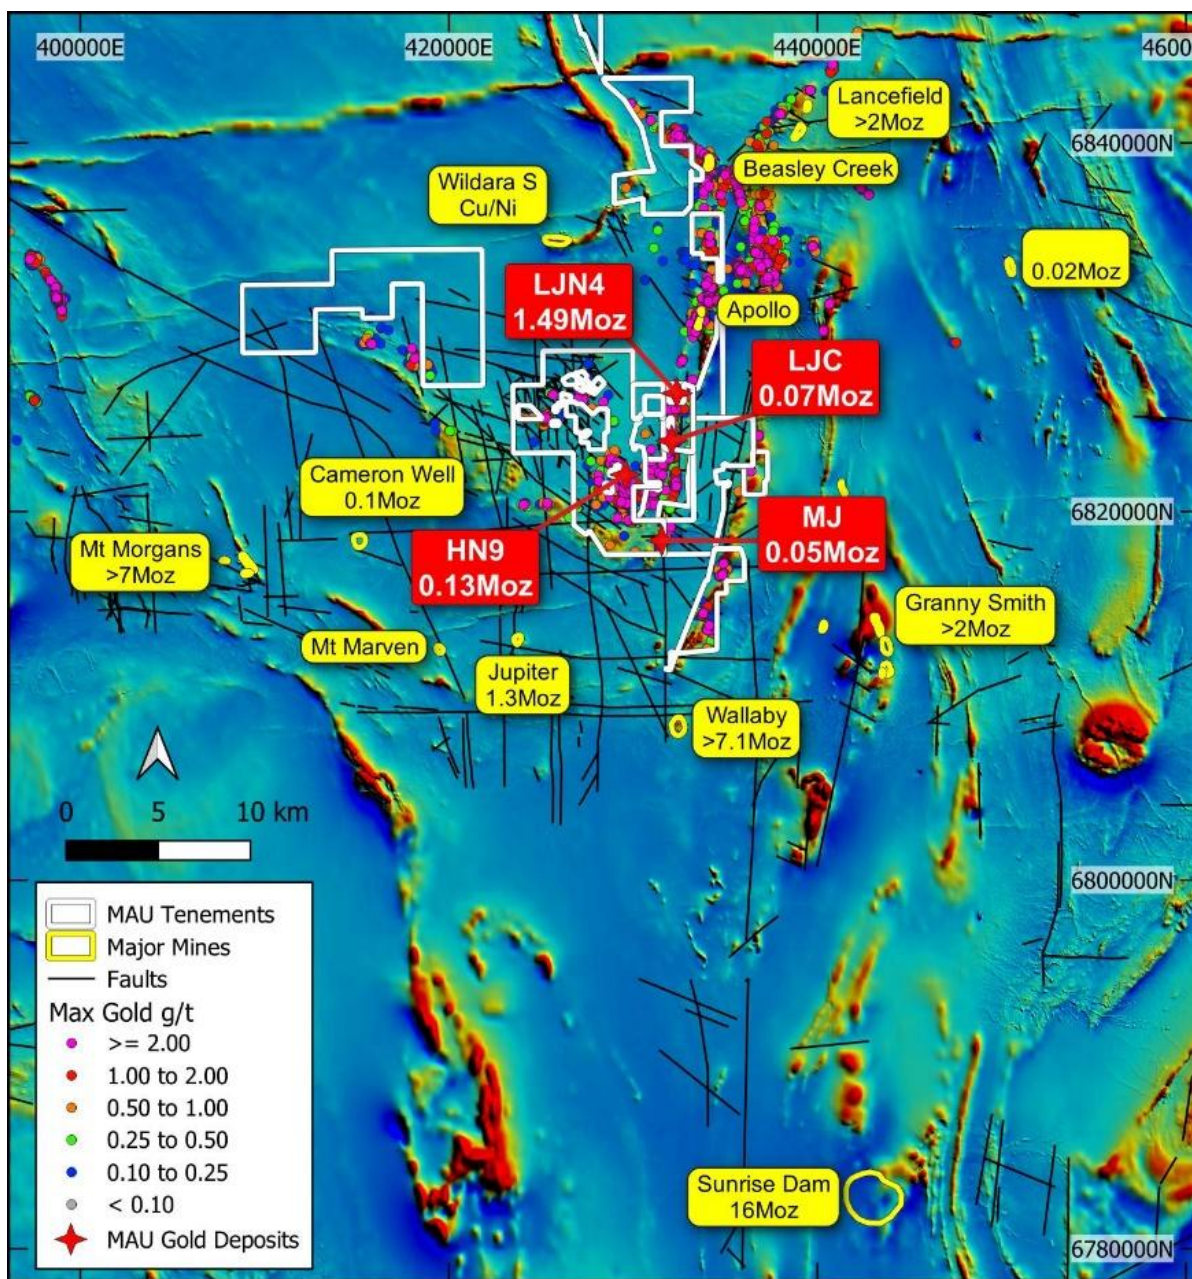 400000E
420000E
440000E
4600
Lancefield
>2Moz
6840000N
Beasley Creek
Wildara S
Cu/Ni
0.02Moz
LJN4
1.49Moz
Apollo
LJC
0.07Moz
Cameron Well
0.1Moz
6820000N
Mt Morgans
>7Moz
HN9
0.13Moz
MJ
0.05Moz
Granny Smith
>2Moz
Mt Marven
Jupiter
1.3Moz
Wallaby
>7.1Moz
0 5 10 km
6800000N
MAU Tenements
Major Mines
Faults
Max Gold g/t
>= 2.00
1.00 to 2.00
0.50 to 1.00
0.25 to 0.50
0.10 to 0.25
< 0.10
MAU Gold Deposits
Sunrise Dam
16Moz
6780000N